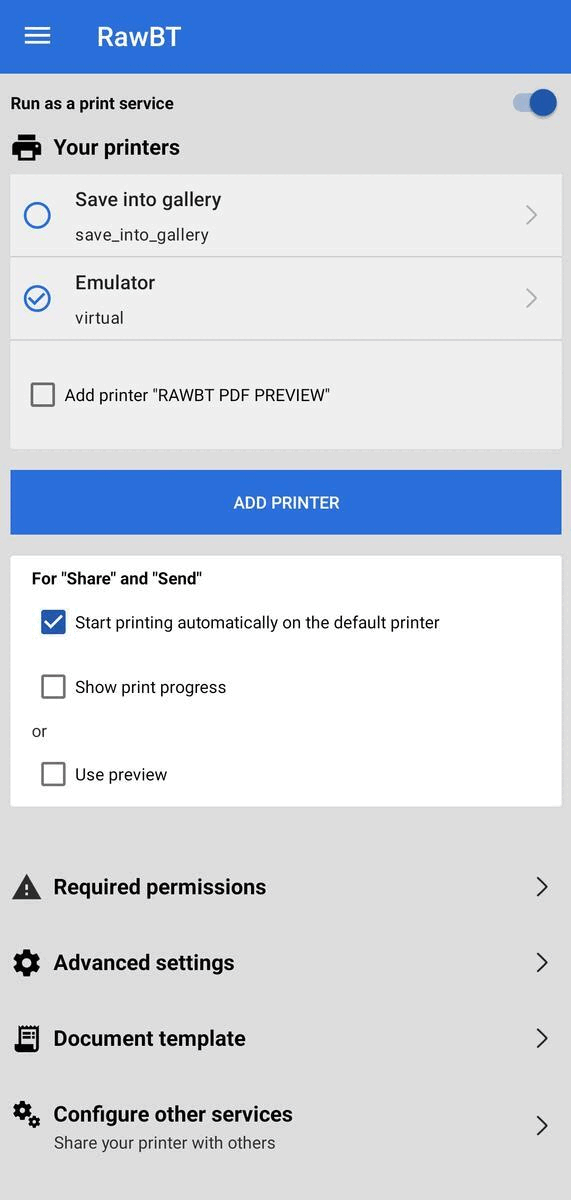 RawBT
Run as a print service
Your printers
Save into gallery
save_into_gallery
Emulator
virtual
Add printer "RAWBT PDF PREVIEW"
ADD PRINTER
For "Share" and "Send"
Start printing automatically on the default printer
Show print progress
or
Use preview
Required permissions
Advanced settings
Document template
Configure other services
Share your printer with others